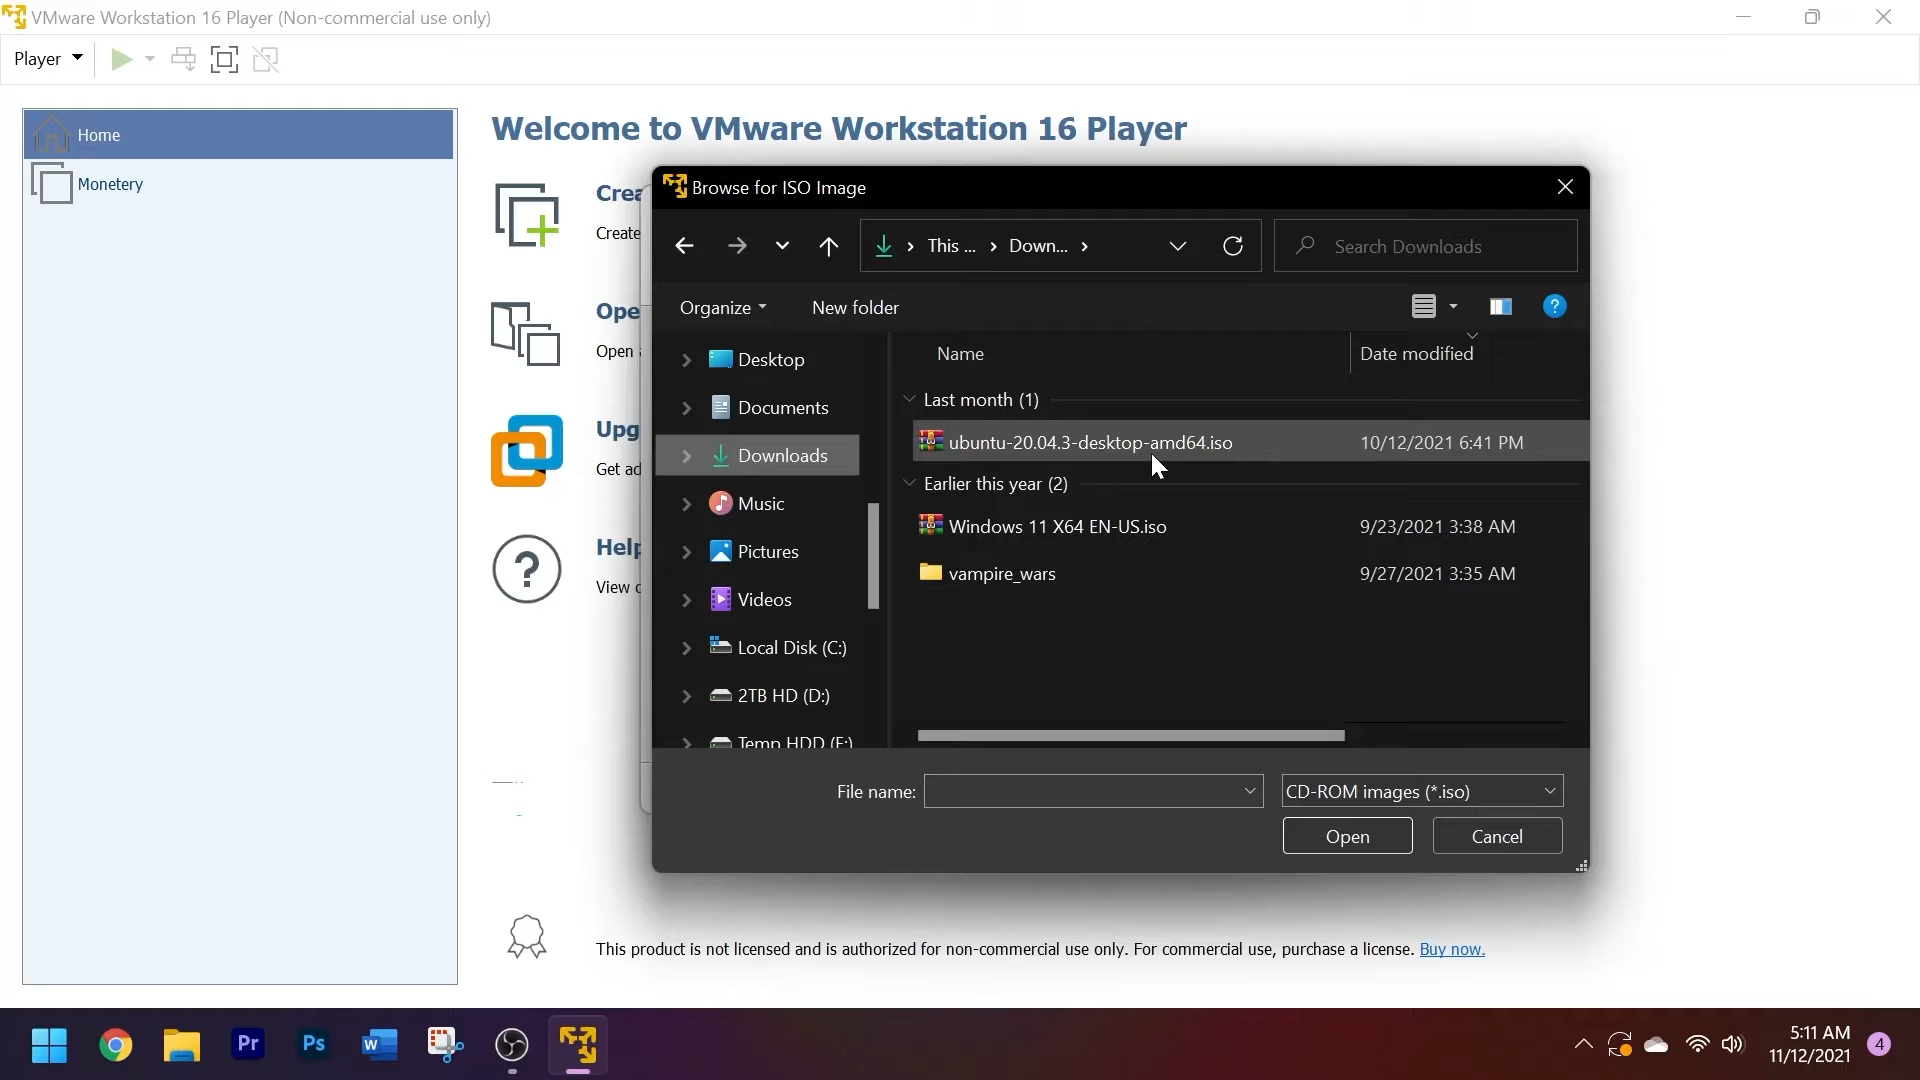 VMware Workstation 16 Player (Non-commercial use only)
Player
Home
Monetery
Welcome to VMware Workstation 16 Player
Crea
Create
Ope
Open
Upg
Get ad
Help
View
Browse for ISO Image
This ... Down...
Search Downloads
Organize
New folder
?
Desktop
Documents
Downloads
Music
Pictures
Videos
Local Disk (C:)
2TB HD (D:)
Temp HDD (F:)
Name
Date modified
Last month (1)
ubuntu-20.04.3-desktop-amd64.iso 10/12/2021 6:41 PM
Earlier this year (2)
Windows 11 X64 EN-US.iso 9/23/2021 3:38 AM
vampire_wars 9/27/2021 3:35 AM
File name:
CD-ROM images (*.iso)
Open
Cancel
This product is not licensed and is authorized for non-commercial use only. For commercial use, purchase a license. Buy now.
Pr
Ps
W
5:11 AM
11/12/2021
4